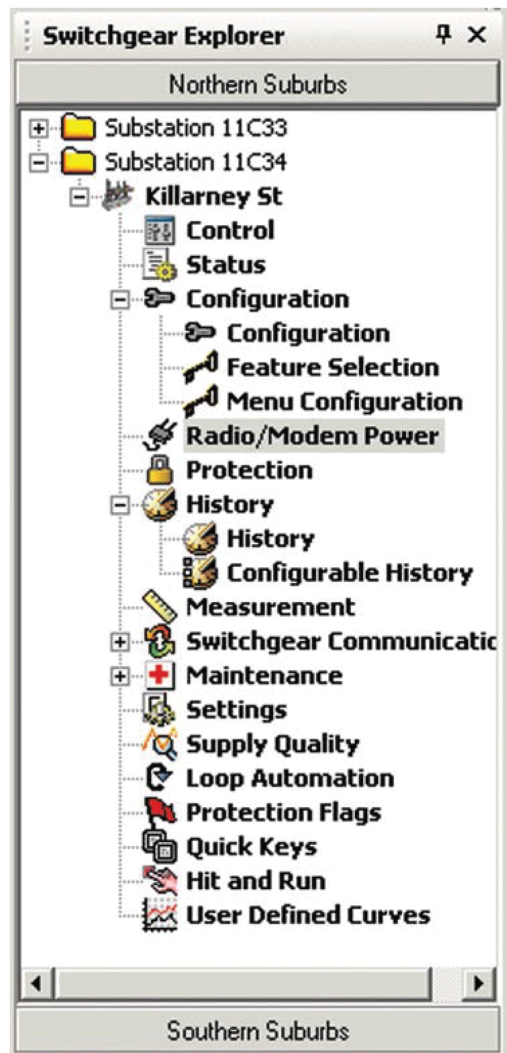 Switchgear Explorer
Northern Suburbs
Substation 11C33
Substation 11C34
Killarney St
Control
Status
Configuration
Configuration
Feature Selection
Menu Configuration
Radio/Modem Power
Protection
History
History
Configurable History
Measurement
Switchgear Communicatic
Maintenance
Settings
Supply Quality
Loop Automation
Protection Flags
Quick Keys
Hit and Run
User Defined Curves
Southern Suburbs